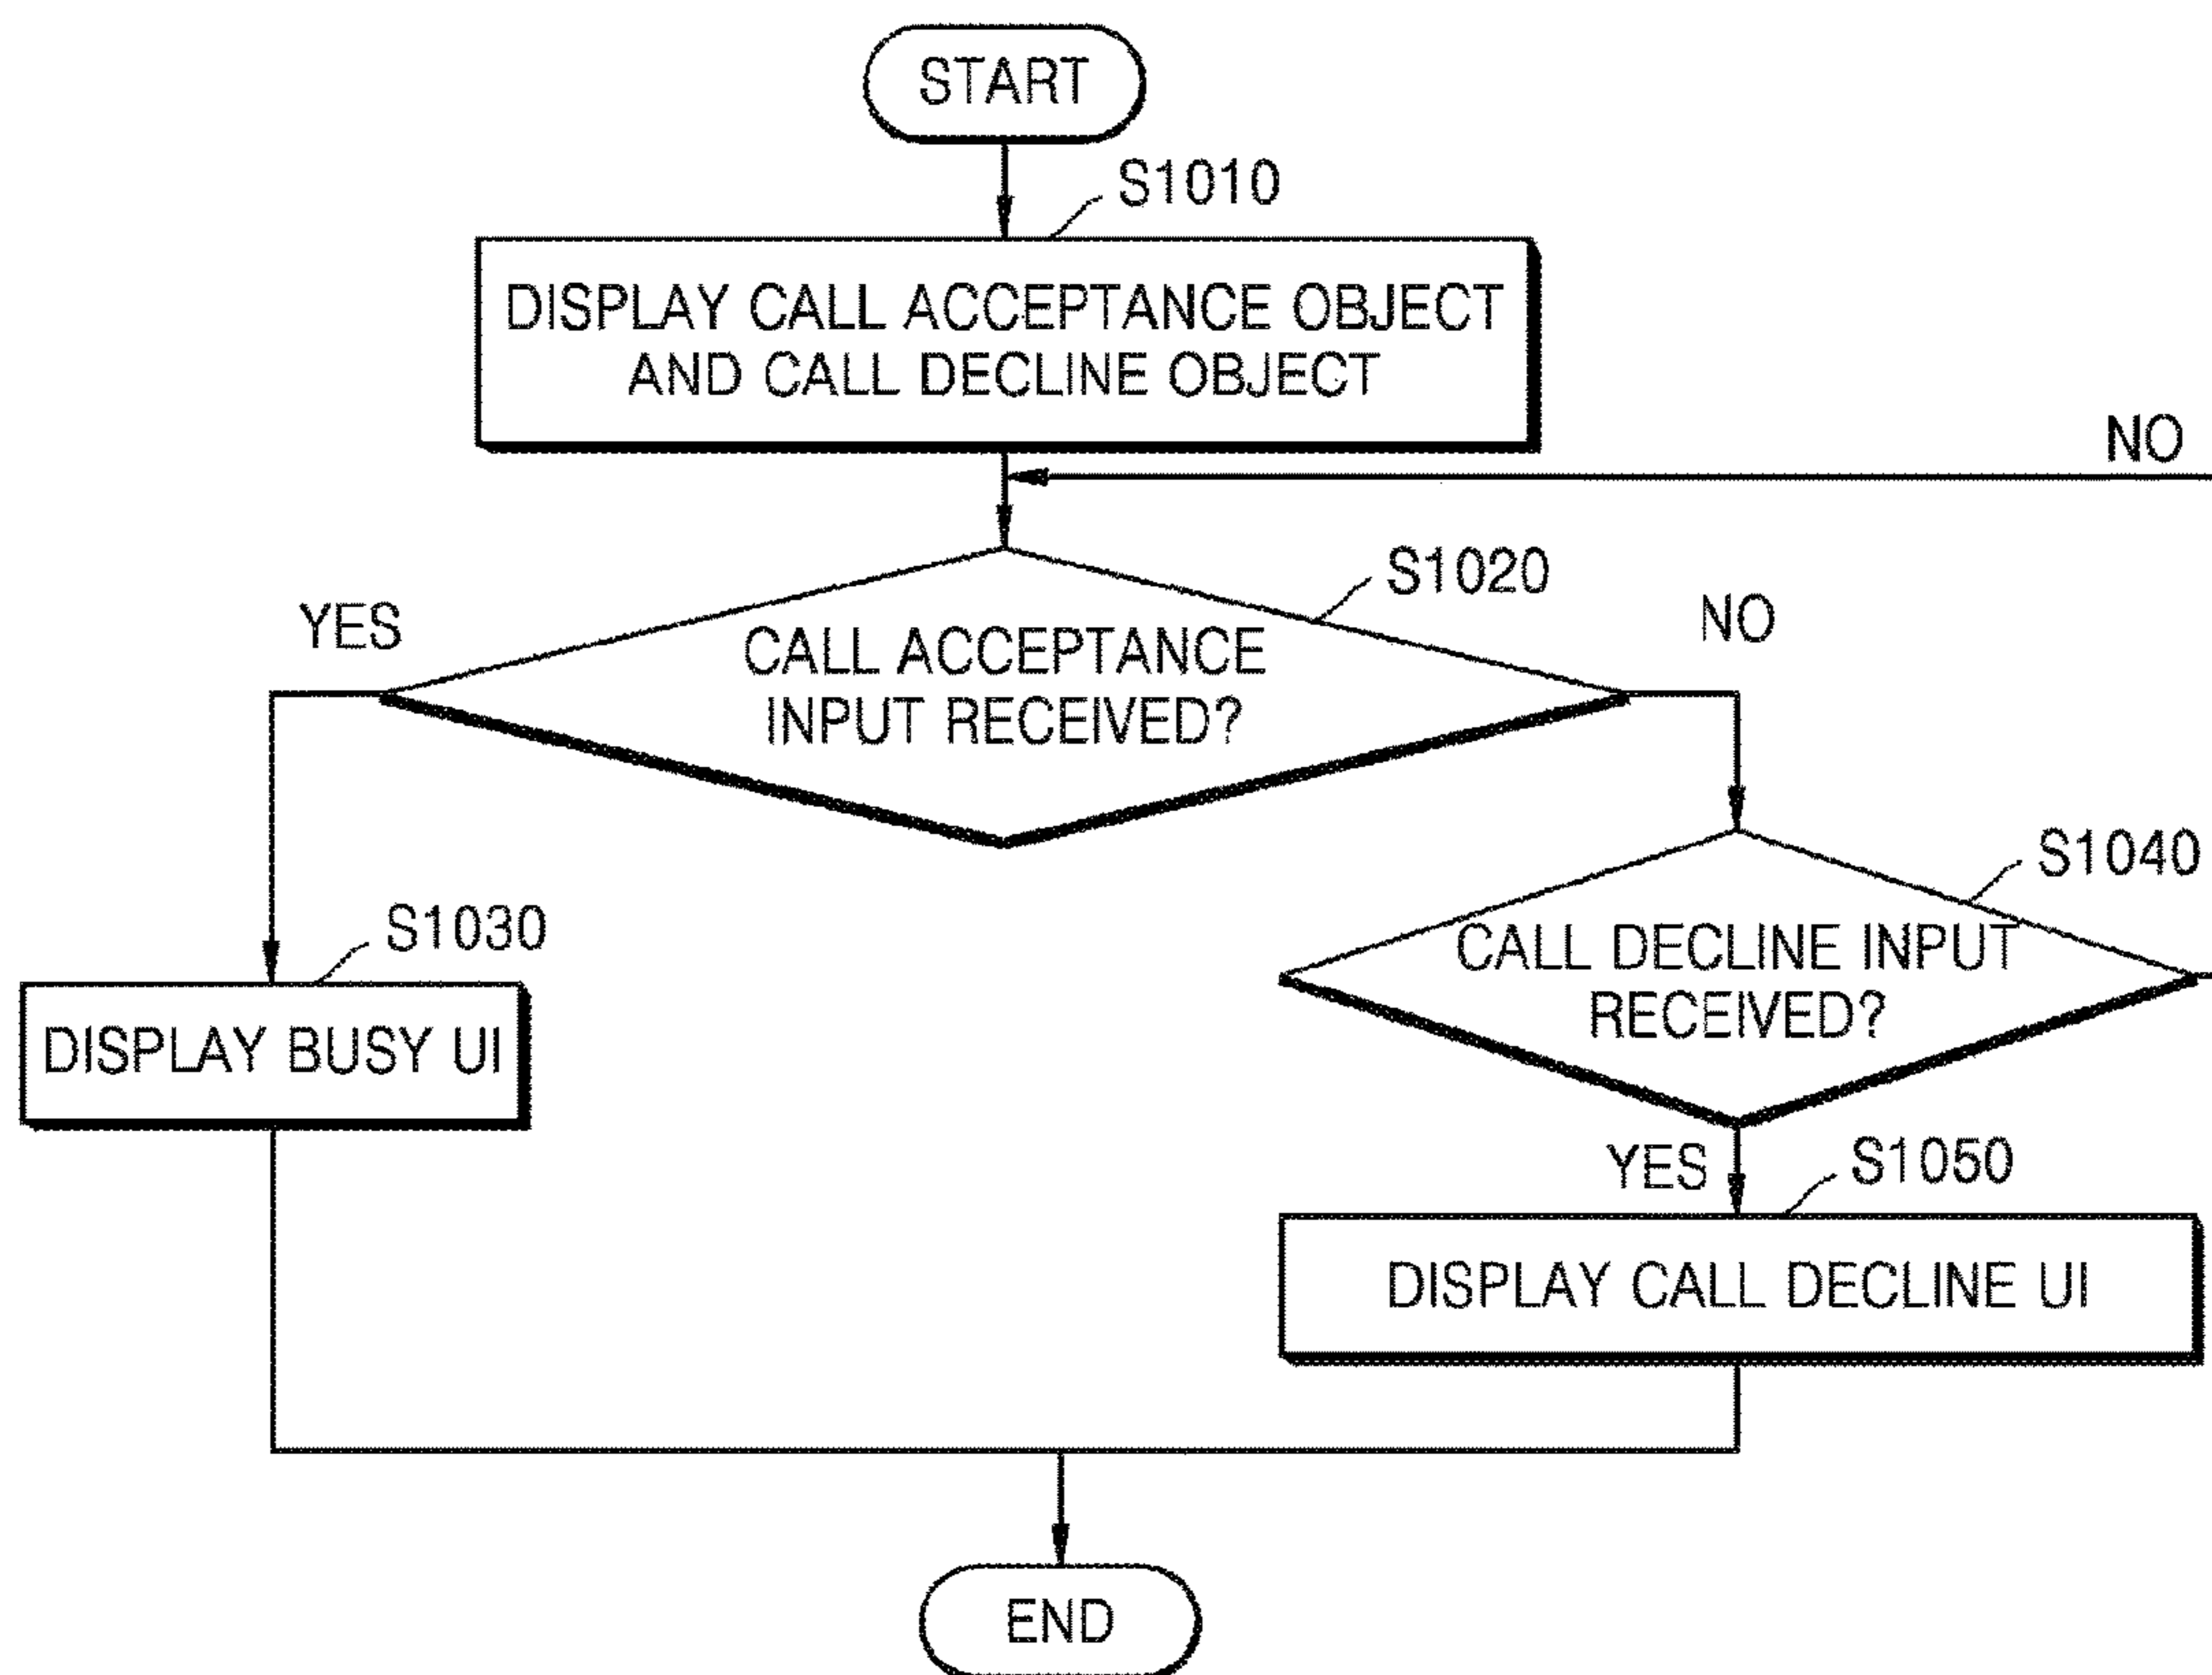 START
S1010
DISPLAY CALL ACCEPTANCE OBJECT
AND CALL DECLINE OBJECT
NO
S1020
YES
NO
CALL ACCEPTANCE
INPUT RECEIVED?
S1040
S1030
CALL DECLINE INPUT
RECEIVED?
DISPLAY BUSY UI
YES
S1050
DISPLAY CALL DECLINE UI
END